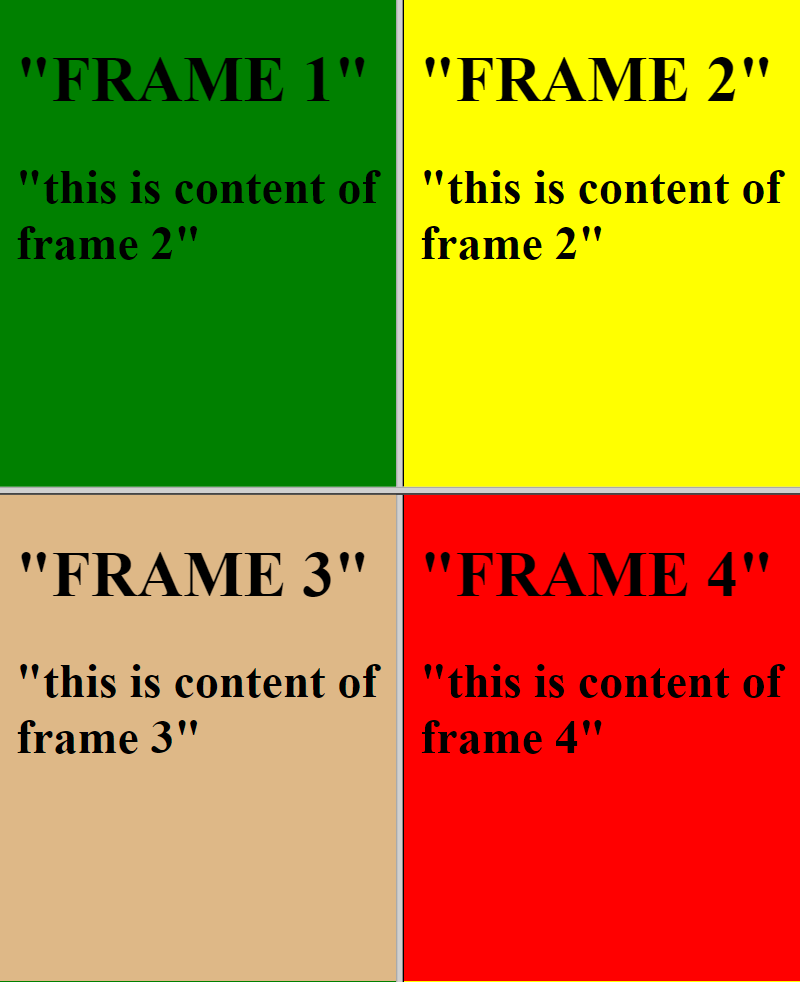 "FRAME 1"
"this is content of
frame 2"
"FRAME 2"
"this is content of
frame 2"
"FRAME 3"
"this is content of
frame 3"
"FRAME 4"
"this is content of
frame 4"